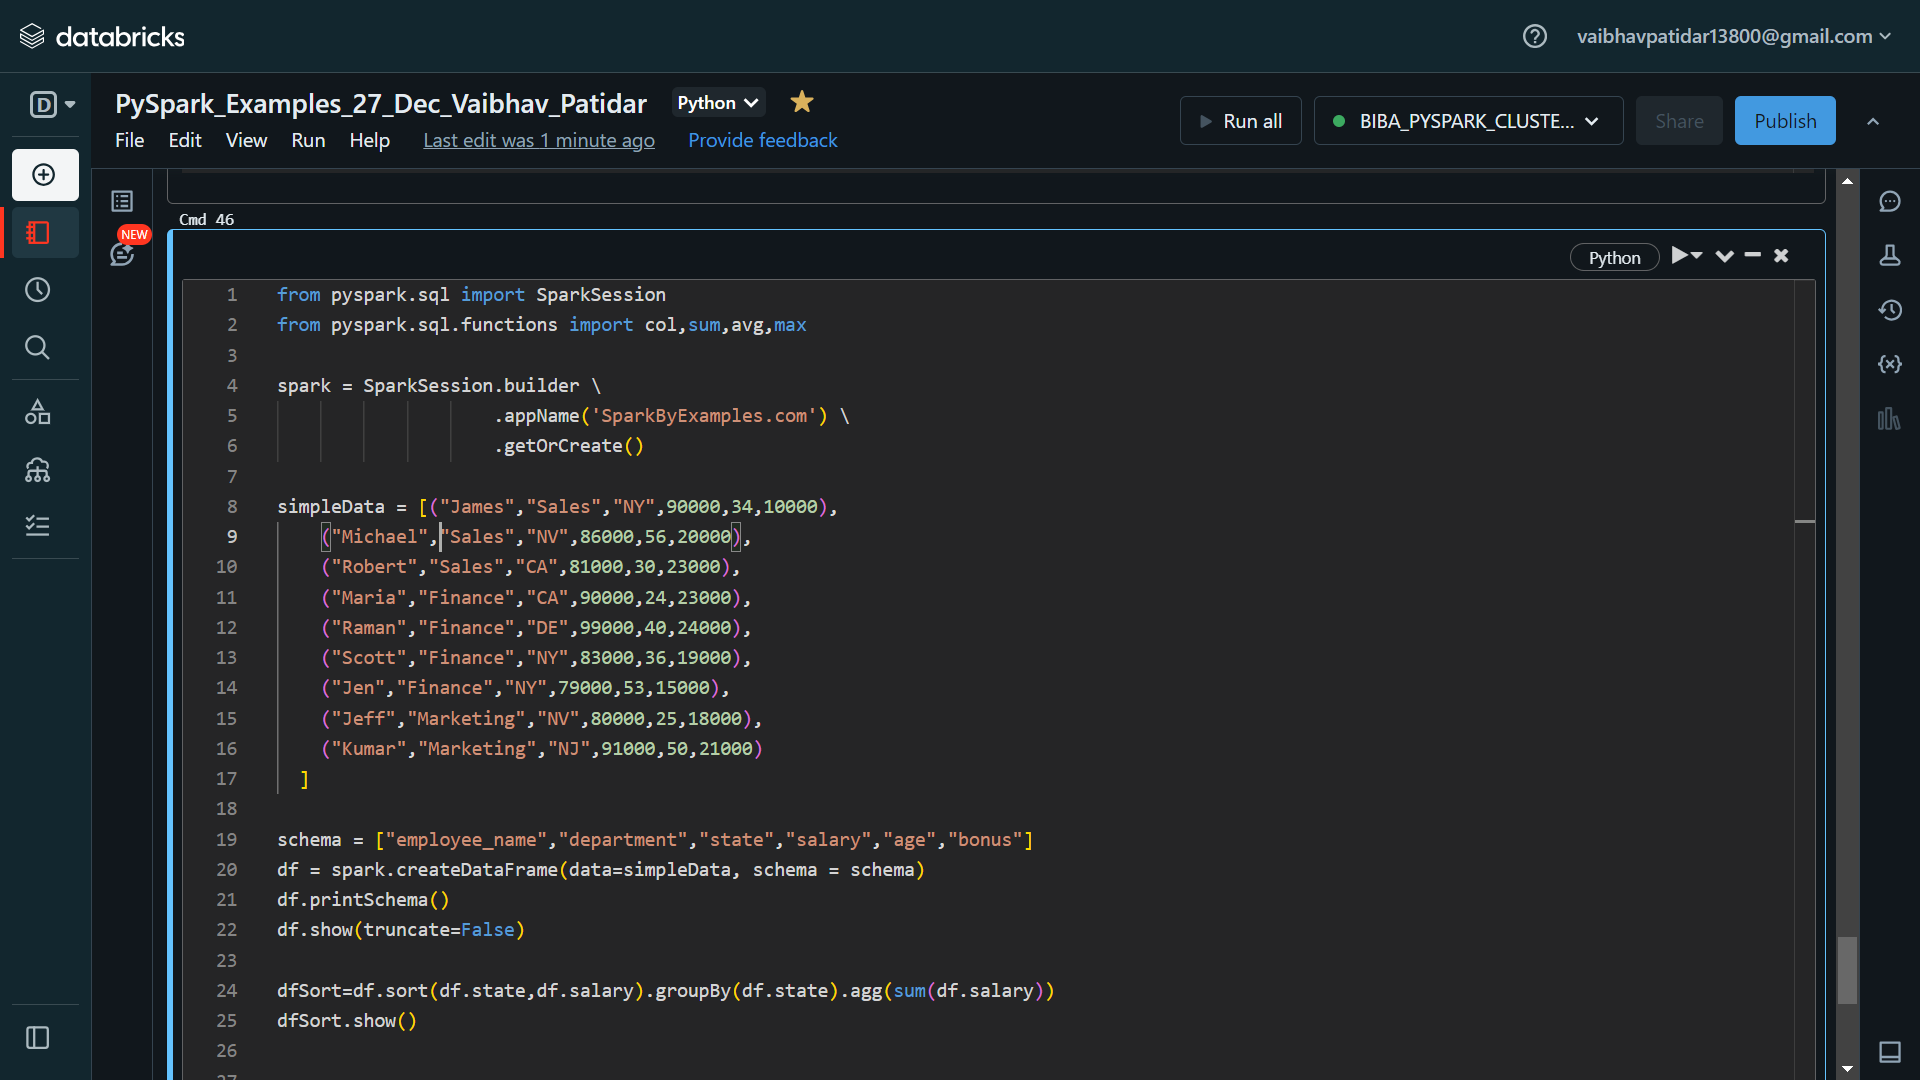 databricks
vaibhavpatidar13800@gmail.com
D
PySpark_Examples_27_Dec_Vaibhav_Patidar
Python
File Edit View Run Help Last edit was 1 minute ago Provide feedback
Run all
BIBA_PYSPARK_CLUSTE...
Share
Publish
NEW
Cmd 46
Python
1 from pyspark.sql import SparkSession
2 from pyspark.sql.functions import col,sum,avg,max
3
4 spark = SparkSession.builder \
5 .appName('SparkByExamples.com') \
6 .getOrCreate()
7
8 simpleData = [("James","Sales","NY",90000,34,10000),
9 ("Michael","Sales","NV",86000,56,20000),
10 ("Robert","Sales","CA",81000,30,23000),
11 ("Maria","Finance","CA",90000,24,23000),
12 ("Raman","Finance","DE",99000,40,24000),
13 ("Scott","Finance","NY",83000,36,19000),
14 ("Jen","Finance","NY",79000,53,15000),
15 ("Jeff","Marketing","NV",80000,25,18000),
16 ("Kumar","Marketing","NJ",91000,50,21000)
17 ]
18
19 schema = ["employee_name","department","state","salary","age","bonus"]
20 df = spark.createDataFrame(data=simpleData, schema = schema)
21 df.printSchema()
22 df.show(truncate=False)
23
24 dfSort=df.sort(df.state,df.salary).groupBy(df.state).agg(sum(df.salary))
25 dfSort.show()
26
27